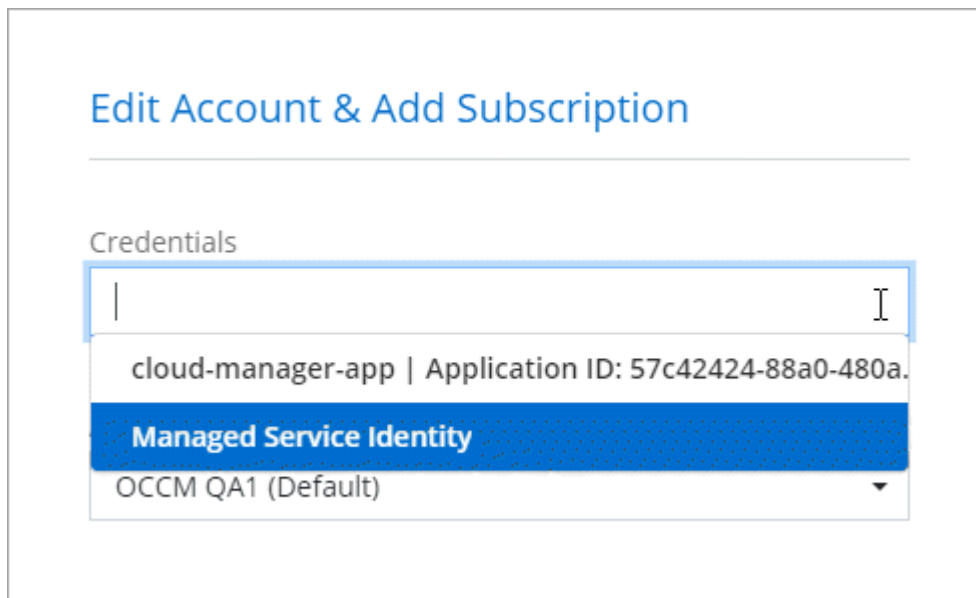 Edit Account & Add Subscription
Credentials
cloud-manager-app | Application ID: 57c42424-88a0-480a.
Managed Service Identity
OCCM QA1 (Default)